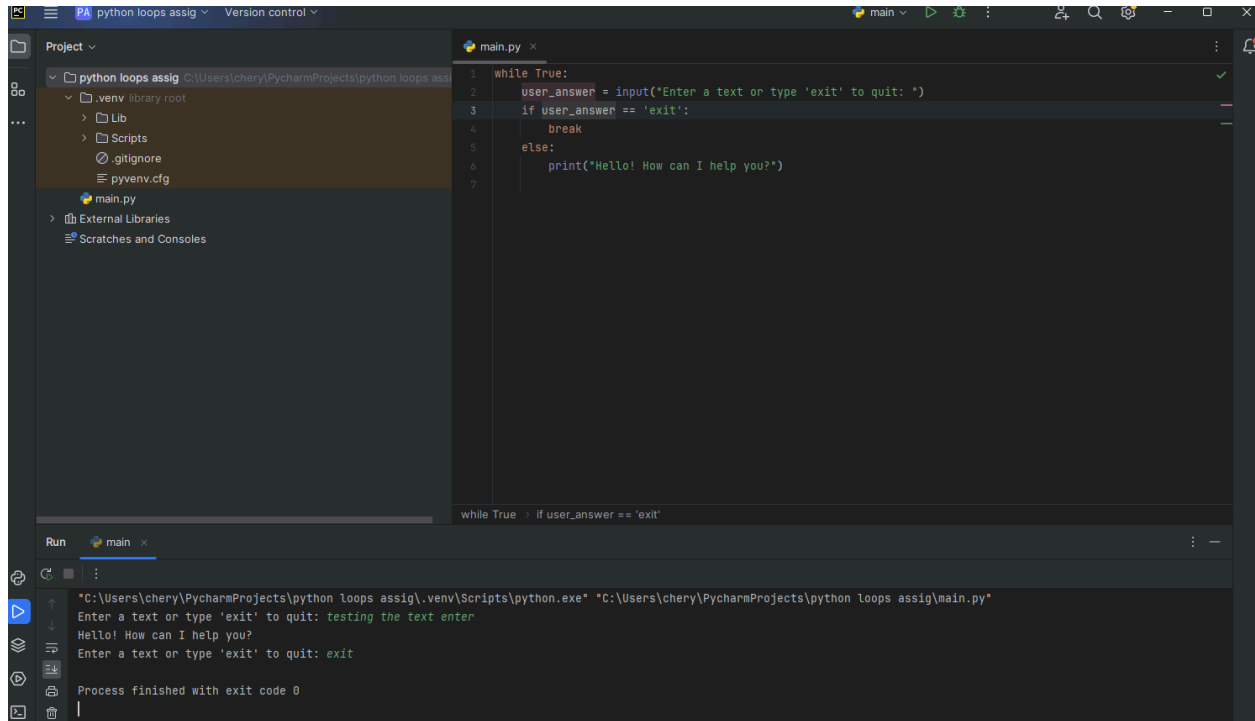 PC PA python loops assig Version control main
Project
main.py
python loops assig C:\Users\chery\PycharmProjects\python loops assi
.venv library root
Lib
Scripts
.gitignore
pyvenv.cfg
main.py
External Libraries
Scratches and Consoles
1 while True:
2 user_answer = input("Enter a text or type 'exit' to quit: ")
3 if user_answer == 'exit':
4 break
5 else:
6 print("Hello! How can I help you?")
7
while True › if user_answer == 'exit'
Run main
"C:\Users\chery\PycharmProjects\python loops assig\.venv\Scripts\python.exe" "C:\Users\chery\PycharmProjects\python loops assig\main.py"
Enter a text or type 'exit' to quit: testing the text enter
Hello! How can I help you?
Enter a text or type 'exit' to quit: exit
Process finished with exit code 0